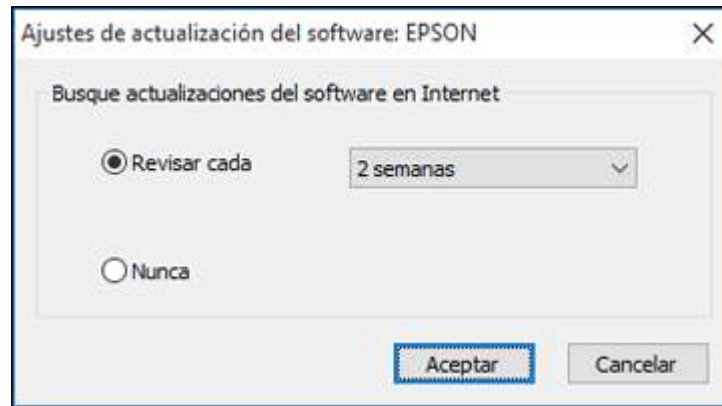 Ajustes de actualización del software: EPSON
Busque actualizaciones del software en Internet
Revisar cada 2 semanas
Nunca
Aceptar Cancelar